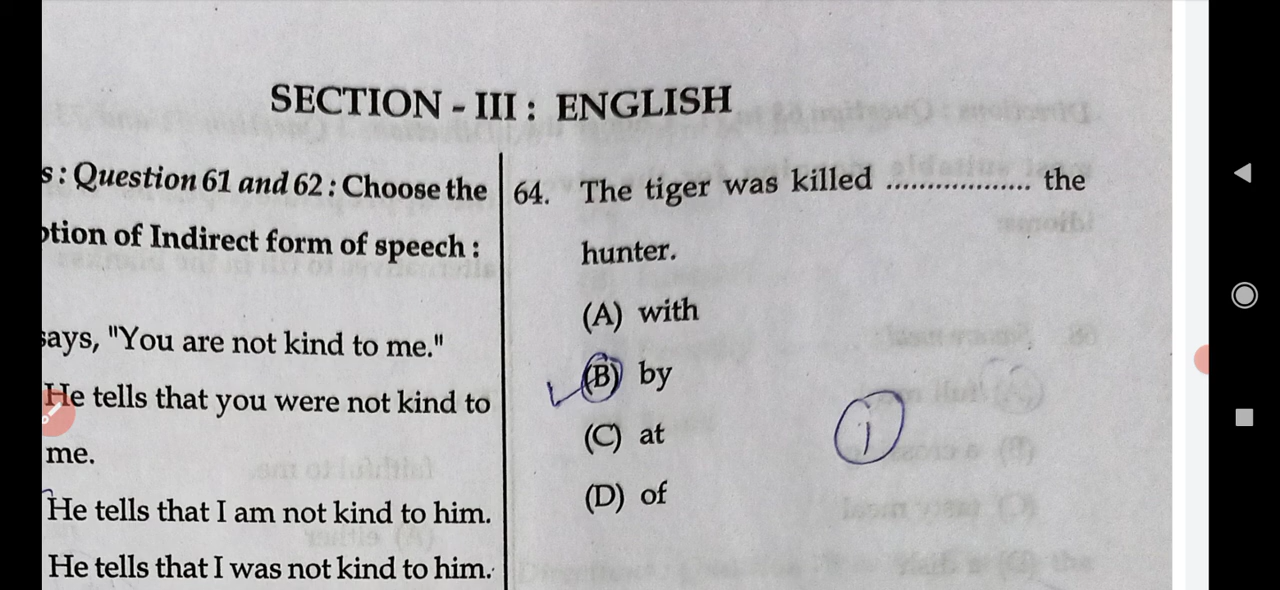 SECTION - III : ENGLISH
s : Question 61 and 62 : Choose the
tion of Indirect form of speech :
says, "You are not kind to me."
He tells that you were not kind to
me.
He tells that I am not kind to him.
He tells that I was not kind to him.
64. The tiger was killed .................. the
hunter.
(A) with
(B) by
(C) at
(D) of
1